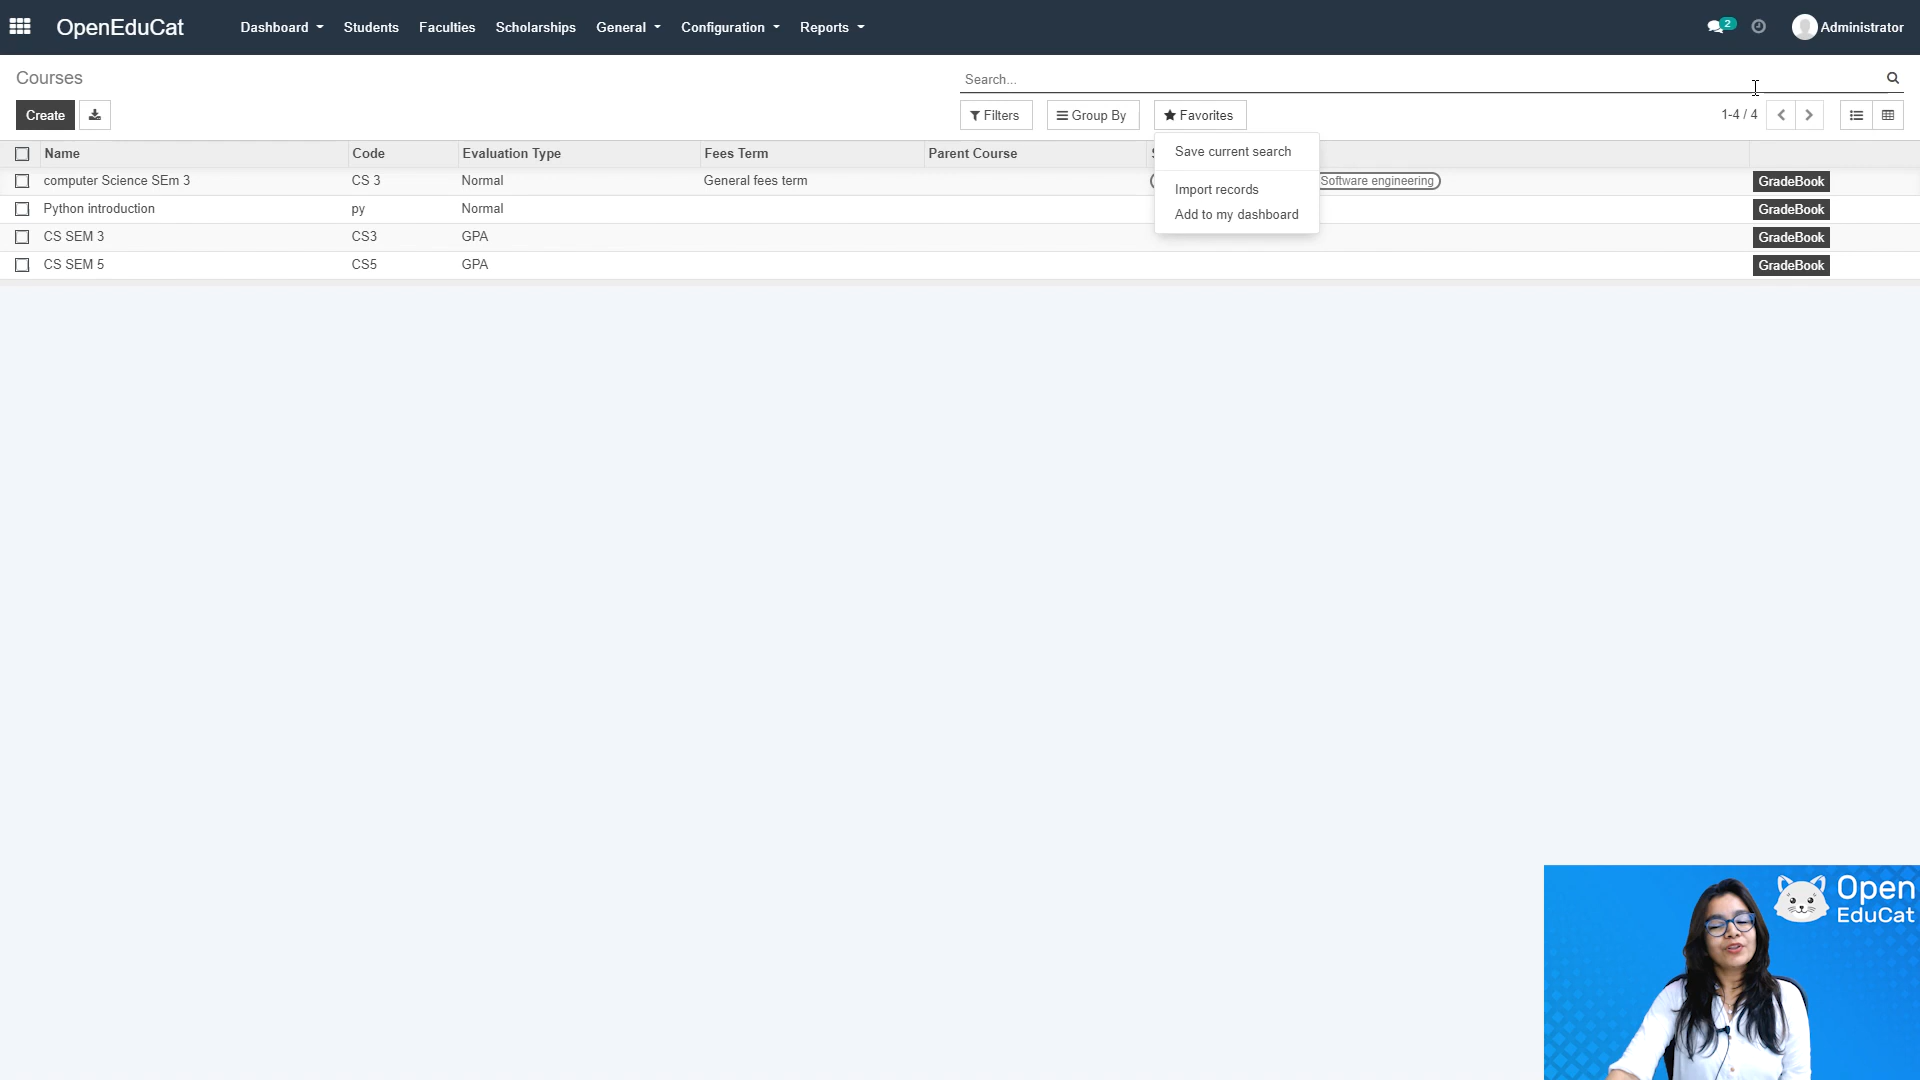 OpenEduCat Dashboard Students Faculties Scholarships General Configuration Reports 2 Administrator
Courses
Search...
Create
Filters Group By Favorites 1-4 / 4
Name Code Evaluation Type Fees Term Parent Course
Save current search
computer Science SEm 3 CS 3 Normal General fees term Software engineering GradeBook
Import records
Python introduction py Normal GradeBook
Add to my dashboard
CS SEM 3 CS3 GPA GradeBook
CS SEM 5 CS5 GPA GradeBook
Open
EduCat